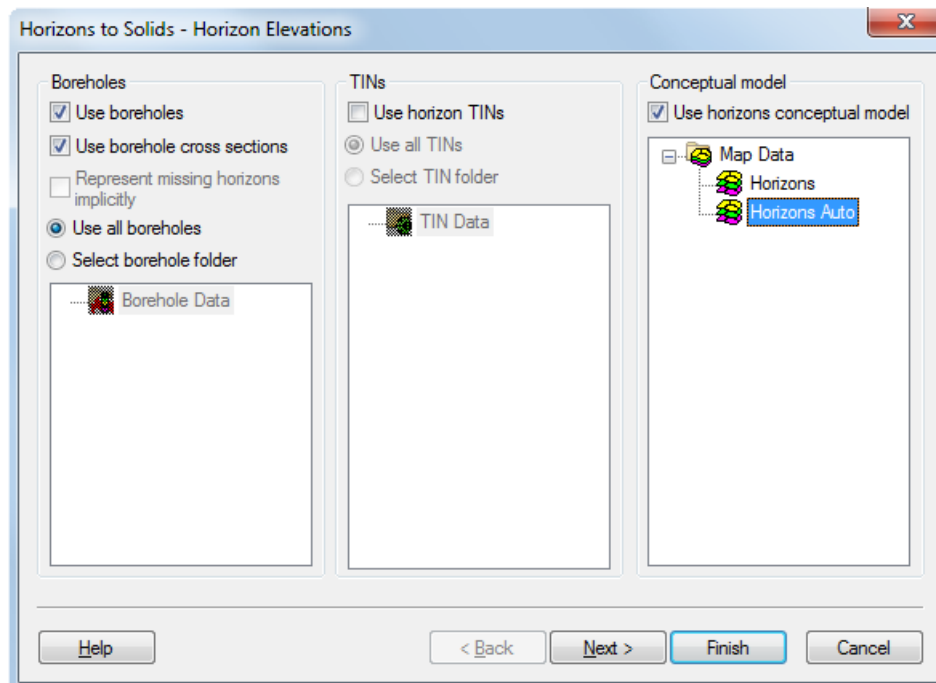 Horizons to Solids - Horizon Elevations
Boreholes
Use boreholes
Use borehole cross sections
Represent missing horizons
implicitly
Use all boreholes
Select borehole folder
Borehole Data
TINs
Use horizon TINs
Use all TINs
Select TIN folder
TIN Data
Conceptual model
Use horizons conceptual model
Map Data
Horizons
Horizons Auto
Help
< Back
Next >
Finish
Cancel